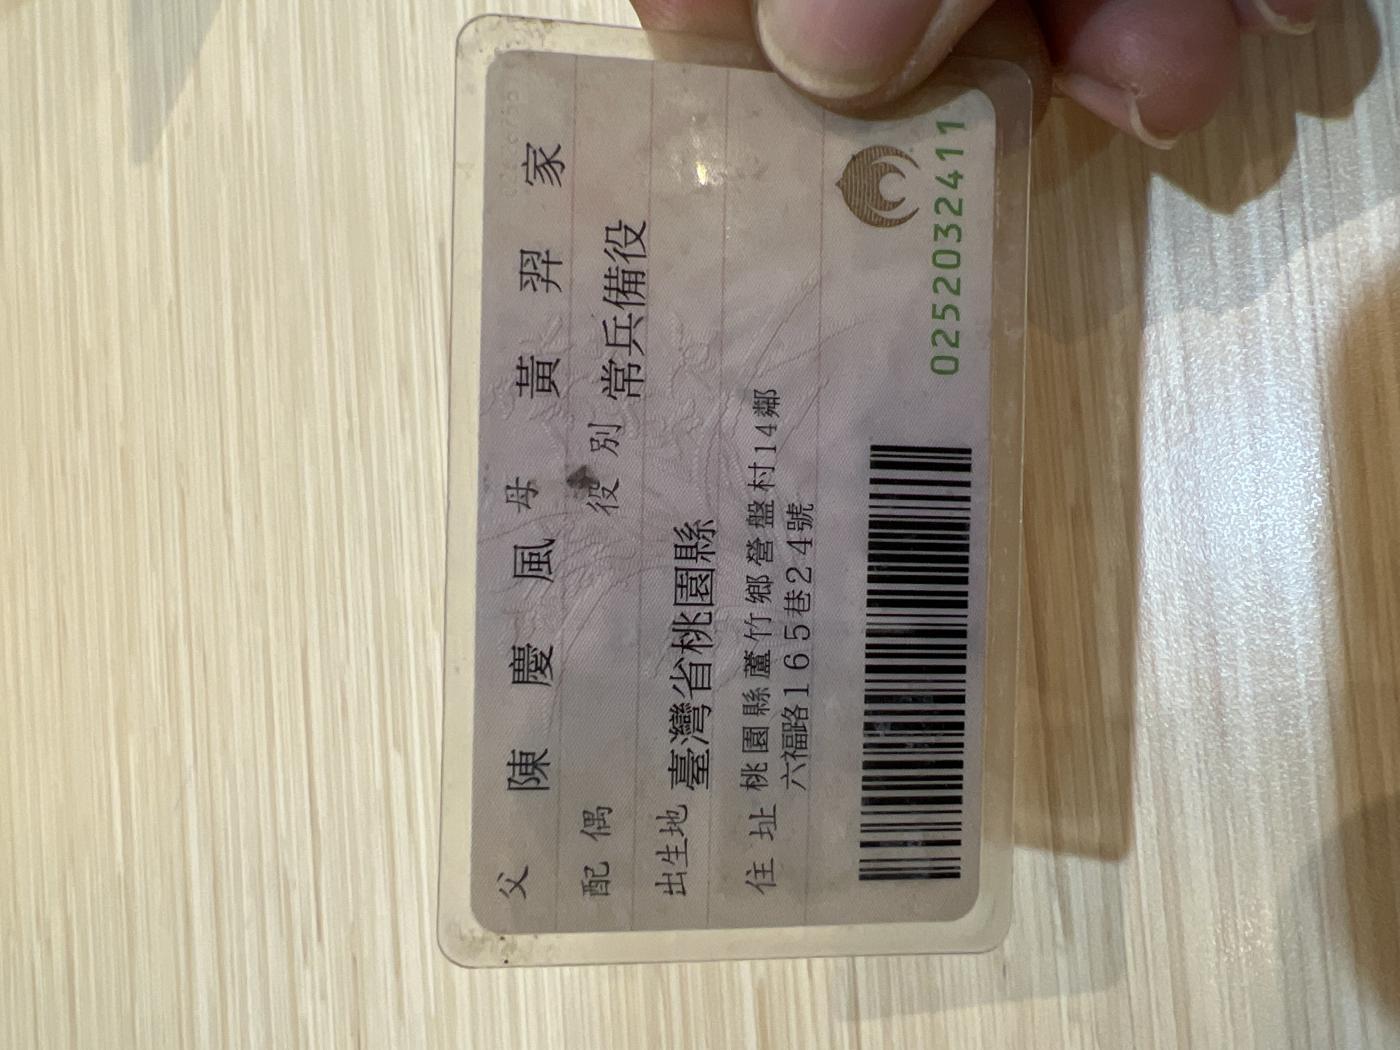 父 陳慶風 母 黃羿家
配偶 役別 常兵備役
出生地 臺灣省桃園縣
住址 桃園縣蘆竹鄉營盤村14鄰
六福路165巷24號
0252032411